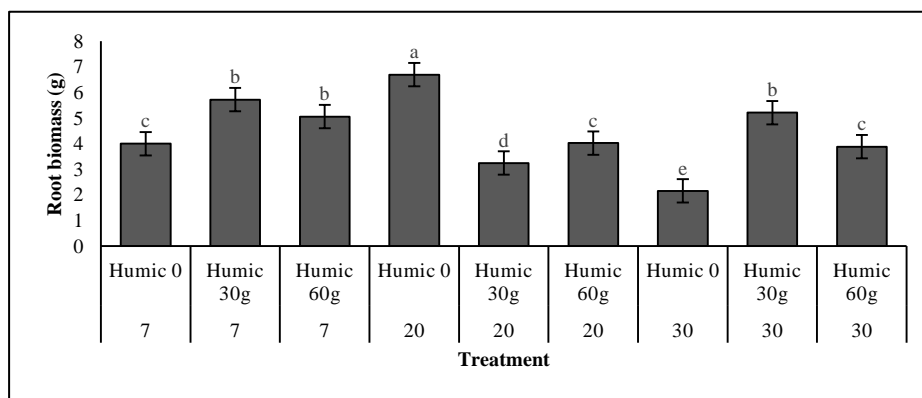 Root biomass (g)
8
7
6
5
4
3
2
1
0
c
b
b
a
d
c
e
b
c
Humic 0 Humic 30g Humic 60g Humic 0 Humic 30g Humic 60g Humic 0 Humic 30g Humic 60g
7 7 7 20 20 20 30 30 30
Treatment